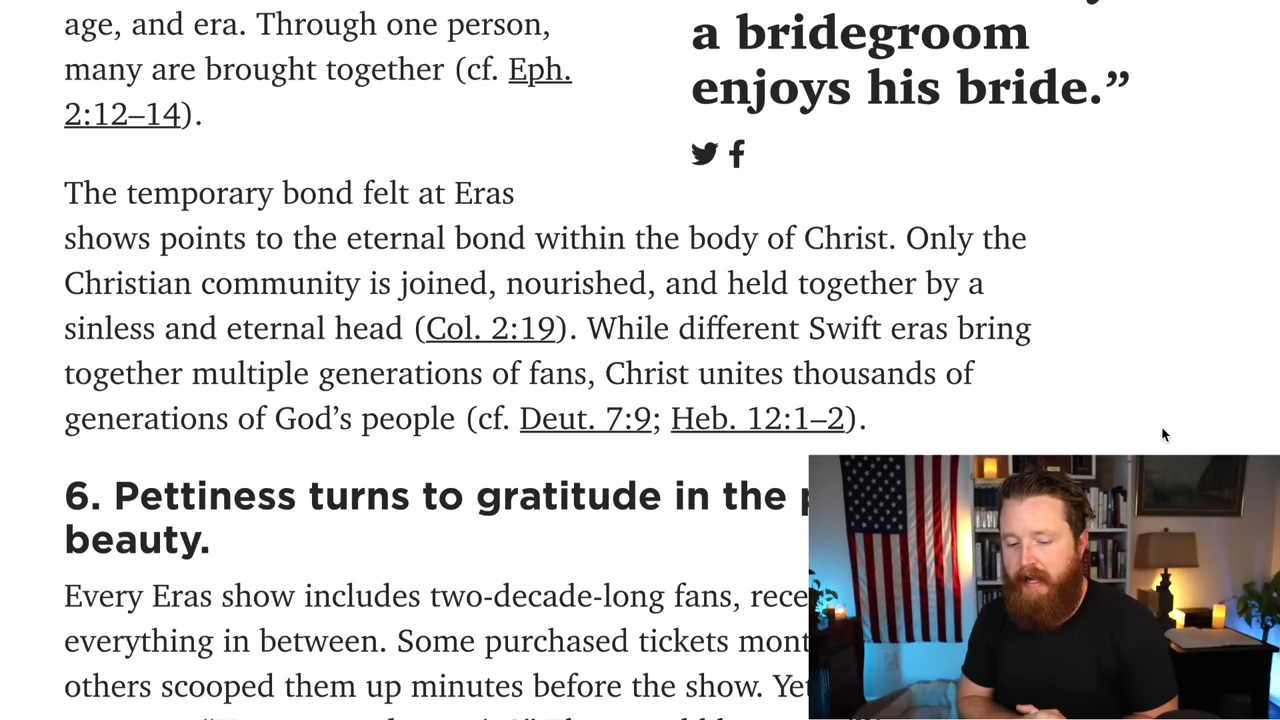 age, and era. Through one person,
many are brought together (cf. Eph.
2:12–14).
a bridegroom
enjoys his bride.”
The temporary bond felt at Eras
shows points to the eternal bond within the body of Christ. Only the
Christian community is joined, nourished, and held together by a
sinless and eternal head (Col. 2:19). While different Swift eras bring
together multiple generations of fans, Christ unites thousands of
generations of God’s people (cf. Deut. 7:9; Heb. 12:1–2).
6. Pettiness turns to gratitude in the
beauty.
Every Eras show includes two-decade-long fans,
everything in between. Some purchased tickets
others scooped them up minutes before the show.